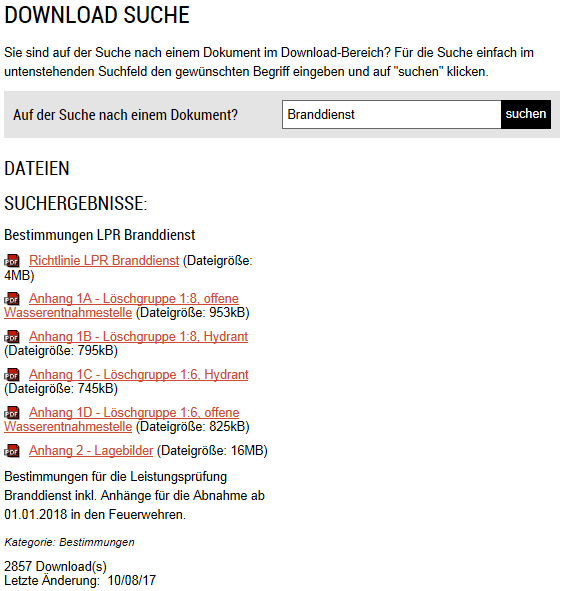 DOWNLOAD SUCHE
Sie sind auf der Suche nach einem Dokument im Download-Bereich? Für die Suche einfach im
untenstehenden Suchfeld den gewünschten Begriff eingeben und auf "suchen" klicken.
Auf der Suche nach einem Dokument? Branddienst suchen
DATEIEN
SUCHERGEBNISSE:
Bestimmungen LPR Branddienst
PDF Richtlinie LPR Branddienst (Dateigröße:
4MB)
PDF Anhang 1A - Löschgruppe 1:8, offene
Wasserentnahmestelle (Dateigröße: 953kB)
PDF Anhang 1B - Löschgruppe 1:8, Hydrant
(Dateigröße: 795kB)
PDF Anhang 1C - Löschgruppe 1:6, Hydrant
(Dateigröße: 745kB)
PDF Anhang 1D - Löschgruppe 1:6, offene
Wasserentnahmestelle (Dateigröße: 825kB)
PDF Anhang 2 - Lagebilder (Dateigröße: 16MB)
Bestimmungen für die Leistungsprüfung
Branddienst inkl. Anhänge für die Abnahme ab
01.01.2018 in den Feuerwehren.
Kategorie: Bestimmungen
2857 Download(s)
Letzte Änderung: 10/08/17